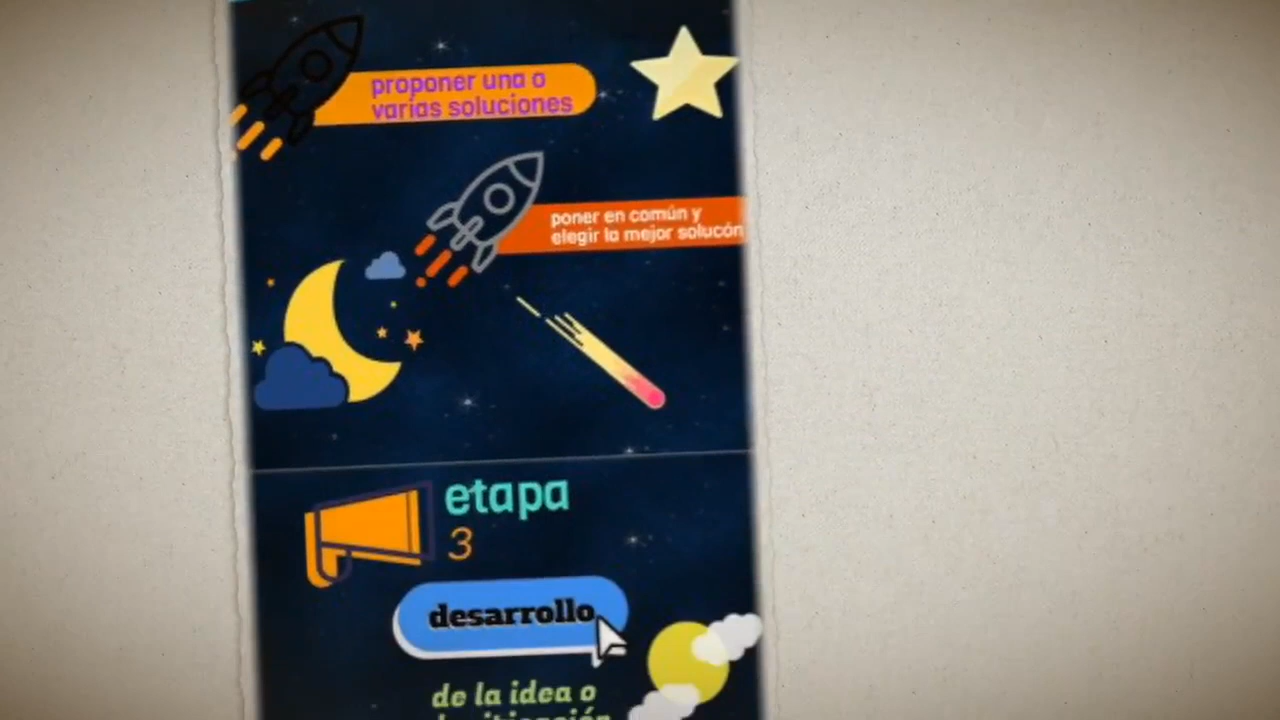 proponer una o
varias soluciones
poner en común y
elegir la mejor solucón
etapa
3
desarrollo
de la idea o